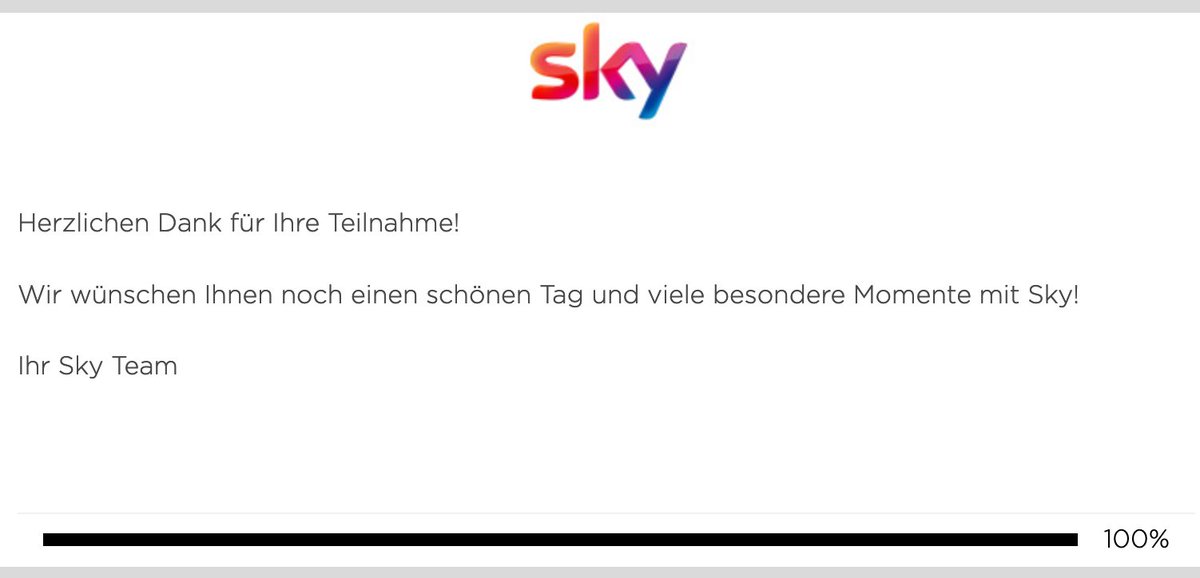 sky
Herzlichen Dank für Ihre Teilnahme!
Wir wünschen Ihnen noch einen schönen Tag und viele besondere Momente mit Sky!
Ihr Sky Team
100%